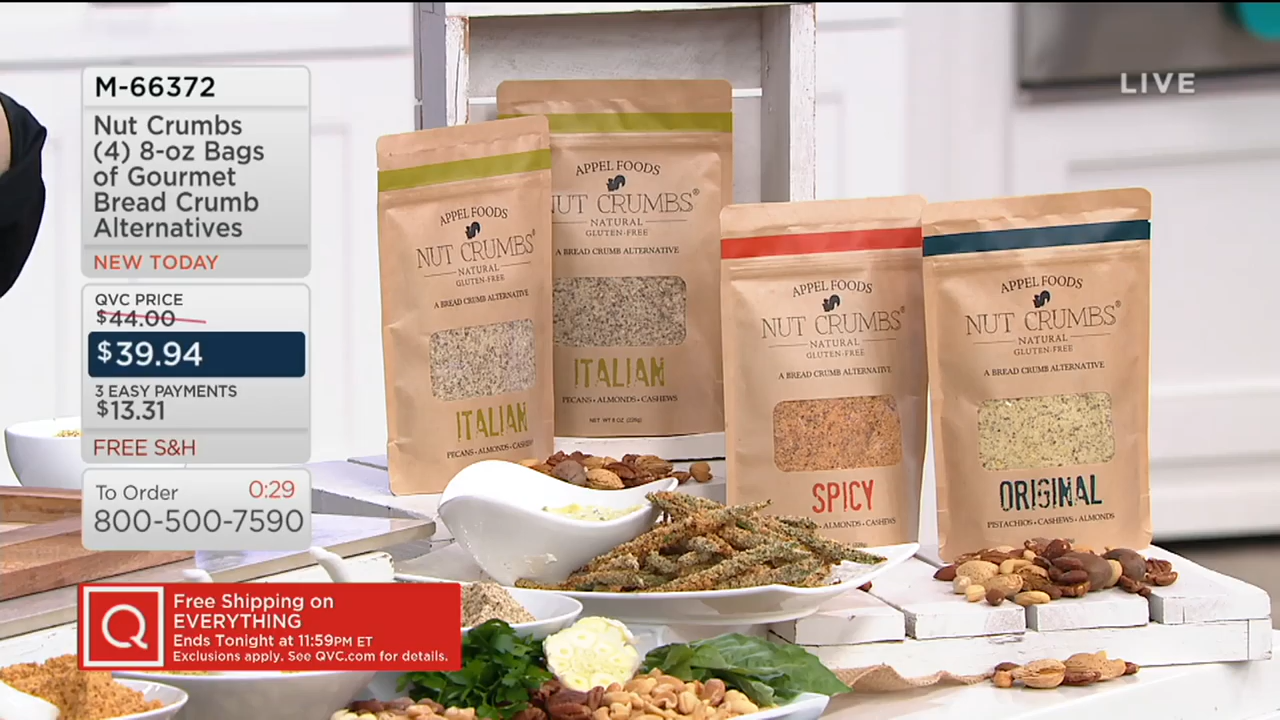 M-66372
Nut Crumbs
(4) 8-oz Bags
of Gourmet
Bread Crumb
Alternatives
NEW TODAY
QVC PRICE
$44.00
$39.94
3 EASY PAYMENTS
$13.31
FREE S&H
To Order 0:29
800-500-7590
Q
Free Shipping on
EVERYTHING
Ends Tonight at 11:59PM ET
Exclusions apply. See QVC.com for details.
LIVE
APPEL FOODS
NUT CRUMBS®
NATURAL
GLUTEN-FREE
A BREAD CRUMB ALTERNATIVE
ITALIAN
PECANS • ALMONDS • CASHEWS
APPEL FOODS
NUT CRUMBS®
NATURAL
GLUTEN-FREE
A BREAD CRUMB ALTERNATIVE
ITALIAN
PECANS • ALMONDS • CASHEWS
NET WT 8 OZ. (226g)
APPEL FOODS
NUT CRUMBS®
NATURAL
GLUTEN-FREE
A BREAD CRUMB ALTERNATIVE
SPICY
ALMONDS • CASHEWS
APPEL FOODS
NUT CRUMBS®
NATURAL
GLUTEN-FREE
A BREAD CRUMB ALTERNATIVE
ORIGINAL
PISTACHIOS • CASHEWS • ALMONDS